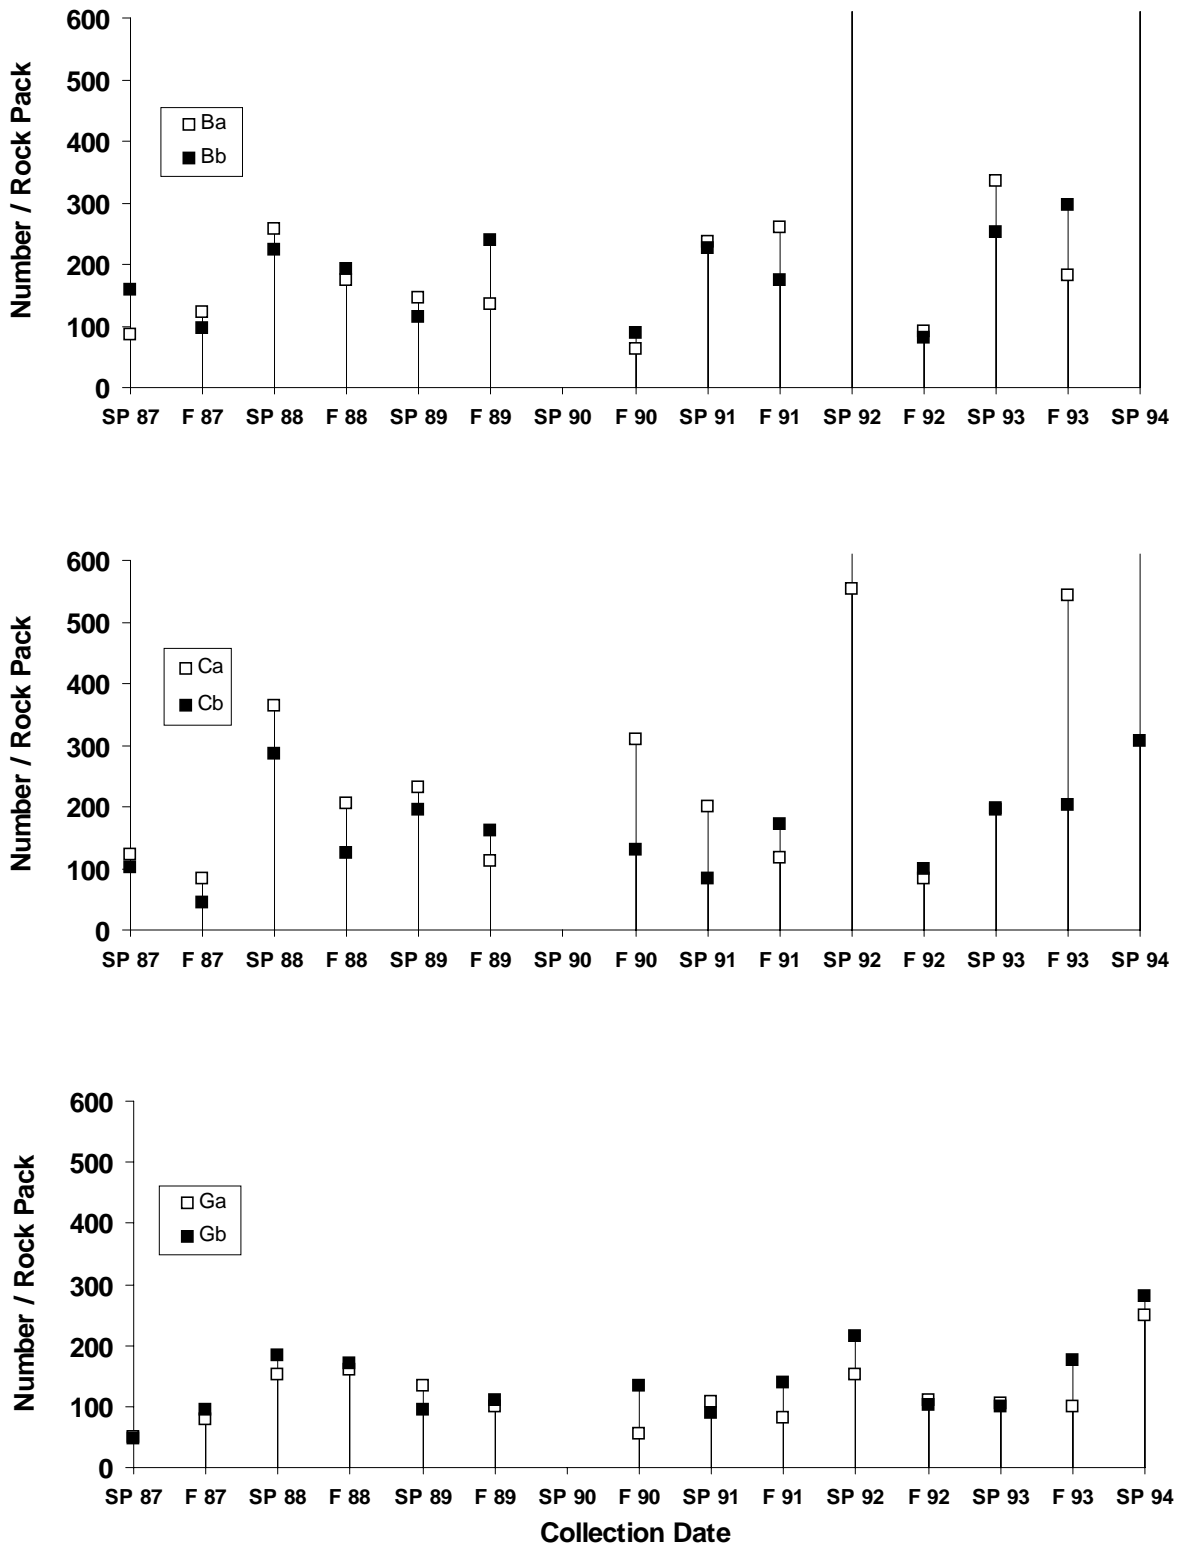 600
500
400
300
200
100
0
Number / Rock Pack
Ba
Bb
SP 87 F 87 SP 88 F 88 SP 89 F 89 SP 90 F 90 SP 91 F 91 SP 92 F 92 SP 93 F 93 SP 94
600
500
400
300
200
100
0
Number / Rock Pack
Ca
Cb
SP 87 F 87 SP 88 F 88 SP 89 F 89 SP 90 F 90 SP 91 F 91 SP 92 F 92 SP 93 F 93 SP 94
600
500
400
300
200
100
0
Number / Rock Pack
Ga
Gb
SP 87 F 87 SP 88 F 88 SP 89 F 89 SP 90 F 90 SP 91 F 91 SP 92 F 92 SP 93 F 93 SP 94
Collection Date